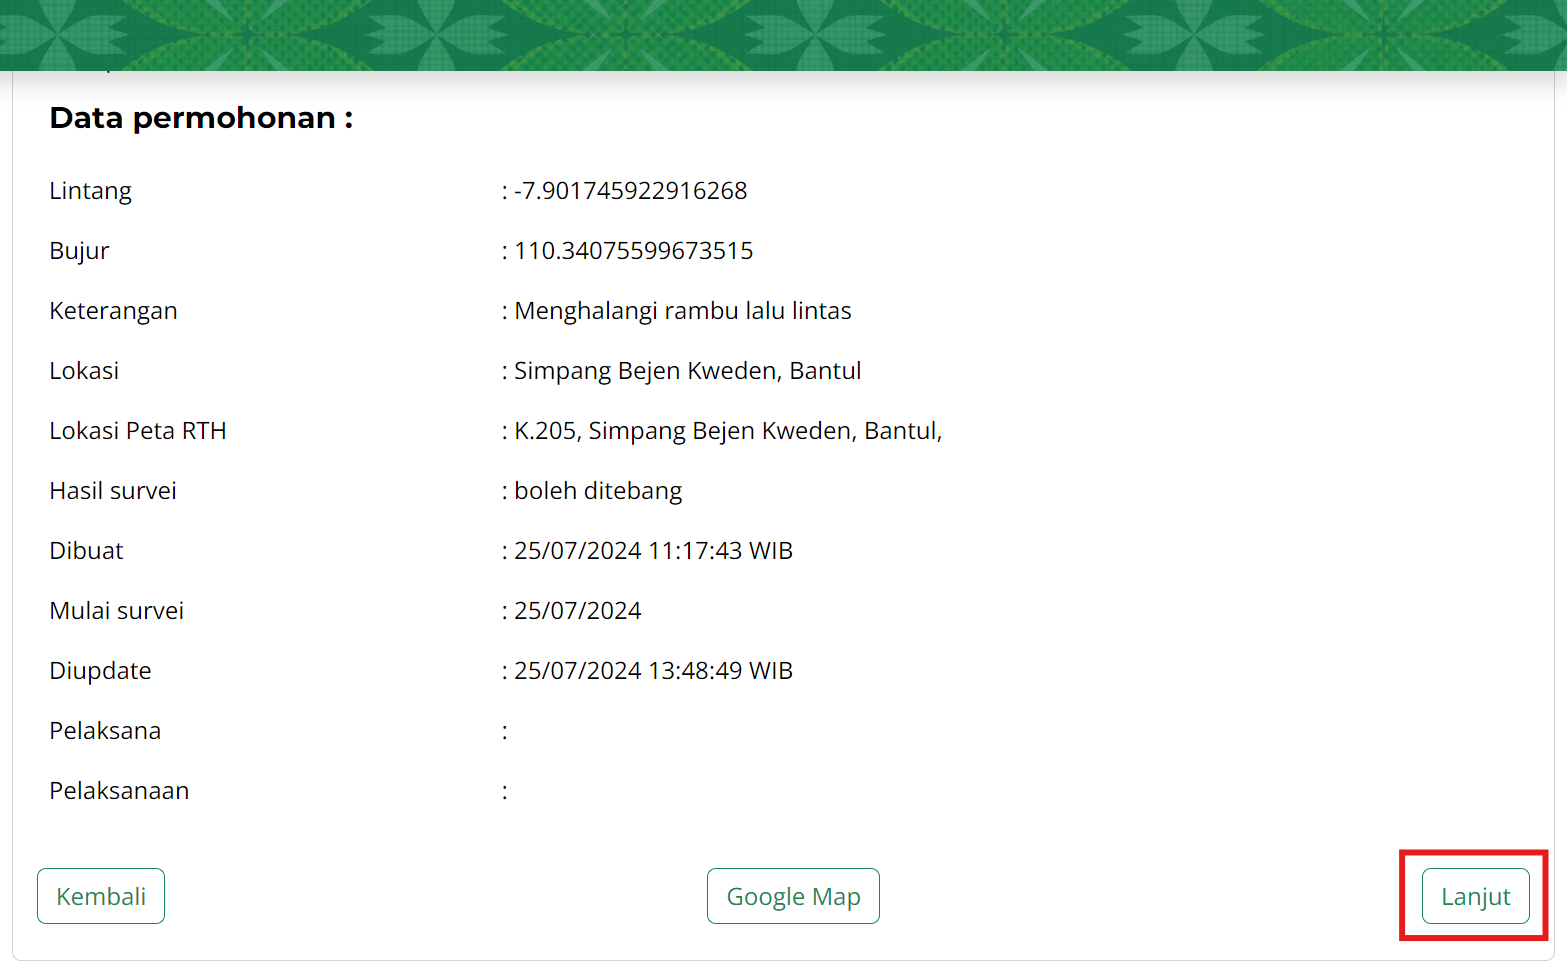 Data permohonan :
Lintang : -7.901745922916268
Bujur : 110.34075599673515
Keterangan : Menghalangi rambu lalu lintas
Lokasi : Simpang Bejen Kweden, Bantul
Lokasi Peta RTH : K.205, Simpang Bejen Kweden, Bantul,
Hasil survei : boleh ditebang
Dibuat : 25/07/2024 11:17:43 WIB
Mulai survei : 25/07/2024
Diupdate : 25/07/2024 13:48:49 WIB
Pelaksana :
Pelaksanaan :
Kembali Google Map Lanjut